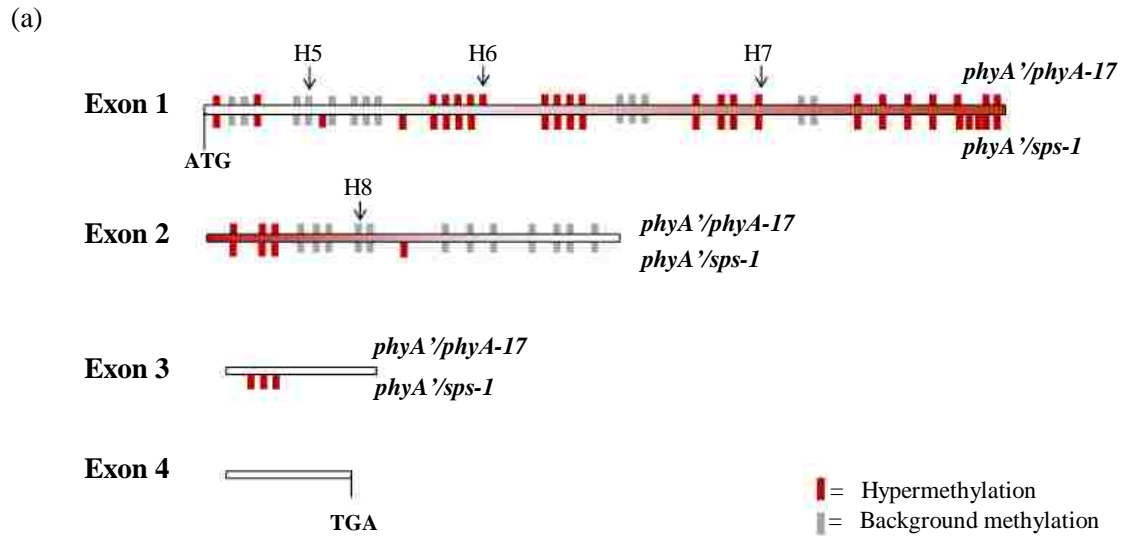 (a)
H5
H6
H7
phyA'/phyA-17
Exon 1
ATG
phyA'/sps-1
H8
phyA'/phyA-17
Exon 2
phyA'/sps-1
phyA'/phyA-17
Exon 3
phyA'/sps-1
Exon 4
TGA
= Hypermethylation
= Background methylation